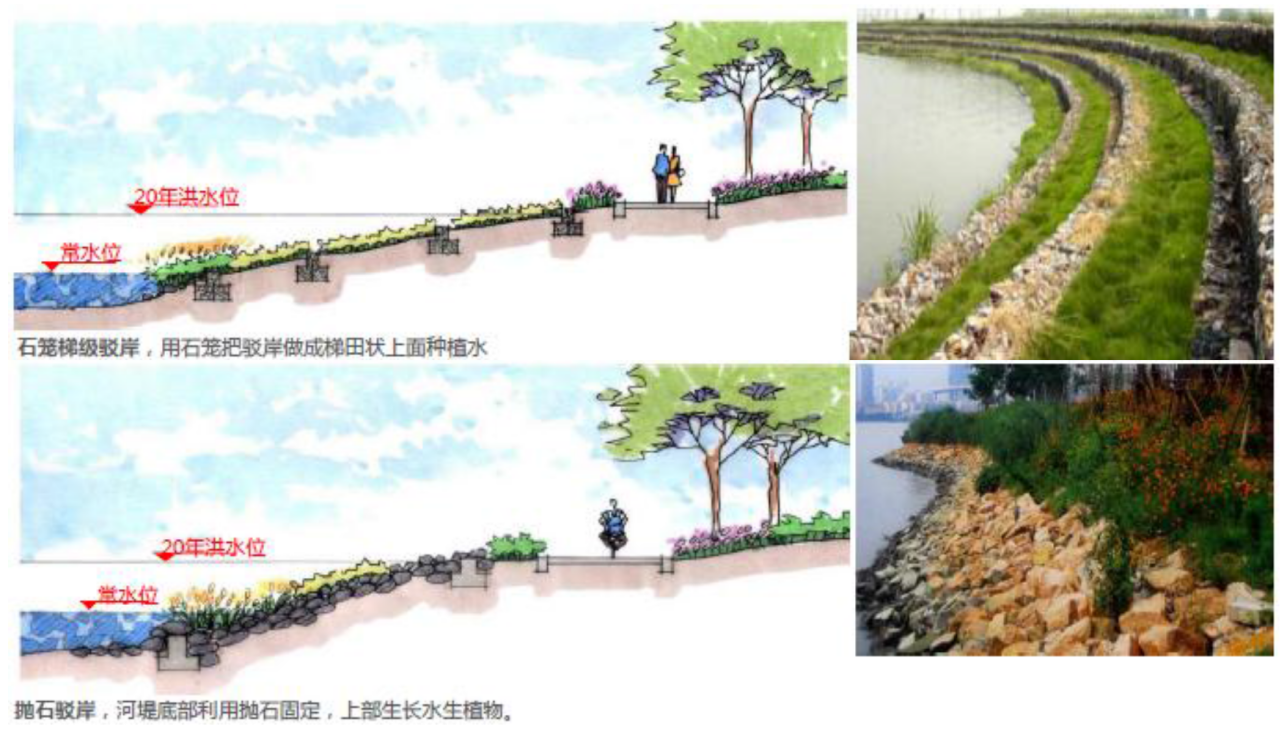 20年洪水位
常水位
石笼梯级驳岸，用石笼把驳岸做成梯田状上面种植水
20年洪水位
常水位
抛石驳岸，河堤底部利用抛石固定，上部生长水生植物。